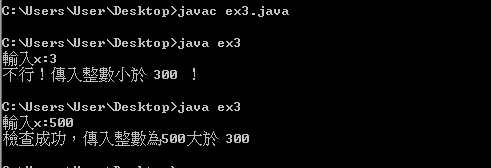 C:\Users\User\Desktop>javac ex3.java
C:\Users\User\Desktop>java ex3
輸入x:3
不行！傳入整數小於 300 ！
C:\Users\User\Desktop>java ex3
輸入x:500
檢查成功，傳入整數為500大於 300